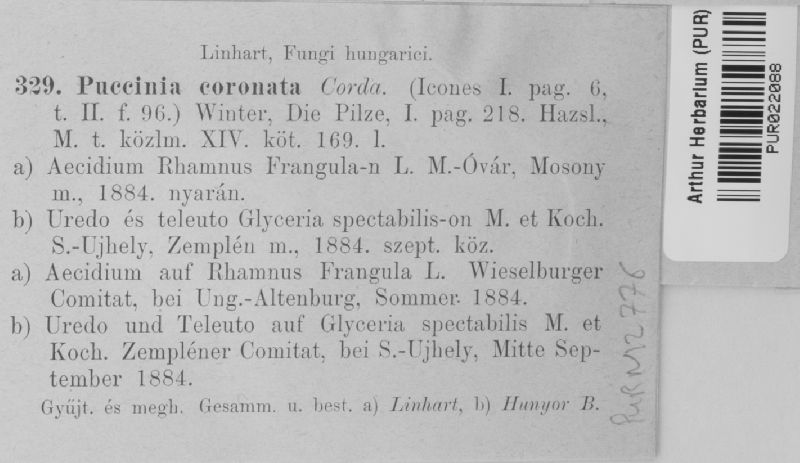 Linhart, Fungi hungarici.
329. Puccinia coronata Corda. (Icones I. pag. 6,
t. II. f. 96.) Winter, Die Pilze, I. pag. 218. Hazsl.,
M. t. közlm. XIV. köt. 169. l.
a) Aecidium Rhamnus Frangula-n L. M.-Óvár, Mosony
m., 1884. nyarán.
b) Uredo és teleuto Glyceria spectabilis-on M. et Koch.
S.-Ujhely, Zemplén m., 1884. szept. köz.
a) Aecidium auf Rhamnus Frangula L. Wieselburger
Comitat, bei Ung.-Altenburg, Sommer 1884.
b) Uredo und Teleuto auf Glyceria spectabilis M. et
Koch. Zempléner Comitat, bei S.-Ujhely, Mitte Sep-
tember 1884.
Gyűjt. és megh. Gesamm. u. best. a) Linhart, b) Hunyor B.
Arthur Herbarium (PUR)
PUR022088
PURN12776